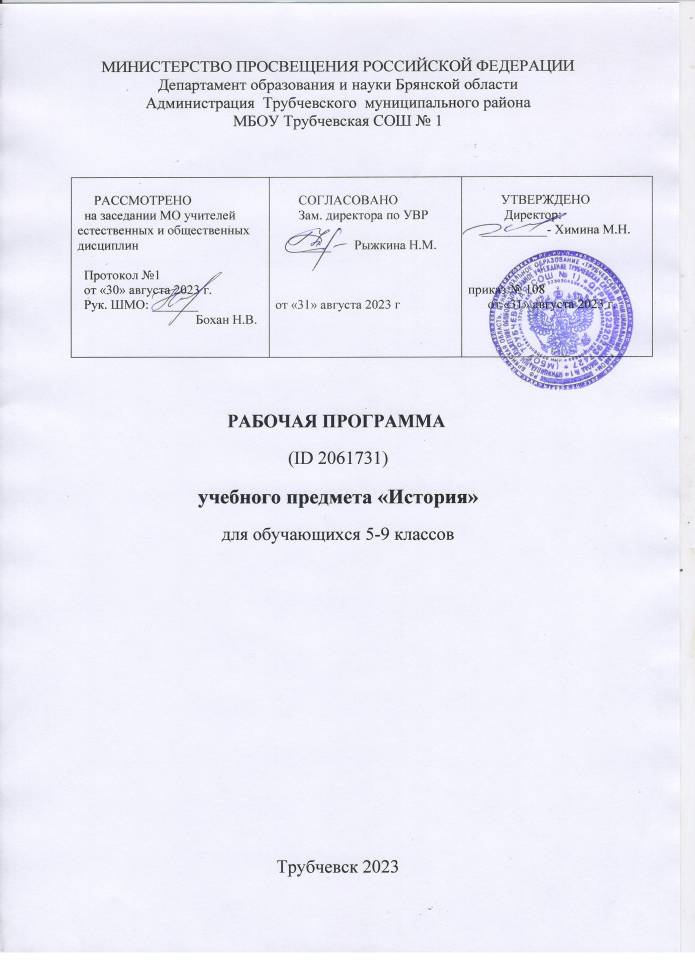 МИНИСТЕРСТВО ПРОСВЕЩЕНИЯ РОССИЙСКОЙ ФЕДЕРАЦИИ
Департамент образования и науки Брянской области
Администрация Трубчевского муниципального района
МБОУ Трубчевская СОШ № 1
РАССМОТРЕНО
на заседании МО учителей
естественных и общественных
дисциплин
Протокол №1
от «30» августа 2023 г.
Рук. ШМО:
Бохан Н.В.
СОГЛАСОВАНО
Зам. директора по УВР
Рыжкина Н.М.
от «31» августа 2023 г
УТВЕРЖДЕНО
Директор:
Химина М.Н.
приказ № 108
от «31» августа 2023 г.
РАБОЧАЯ ПРОГРАММА
(ID 2061731)
учебного предмета «История»
для обучающихся 5-9 классов
Трубчевск 2023